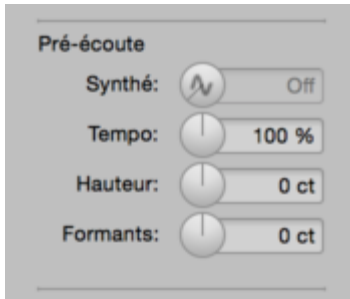 Pré-écoute
Synthé: Off
Tempo: 100 %
Hauteur: 0 ct
Formants: 0 ct